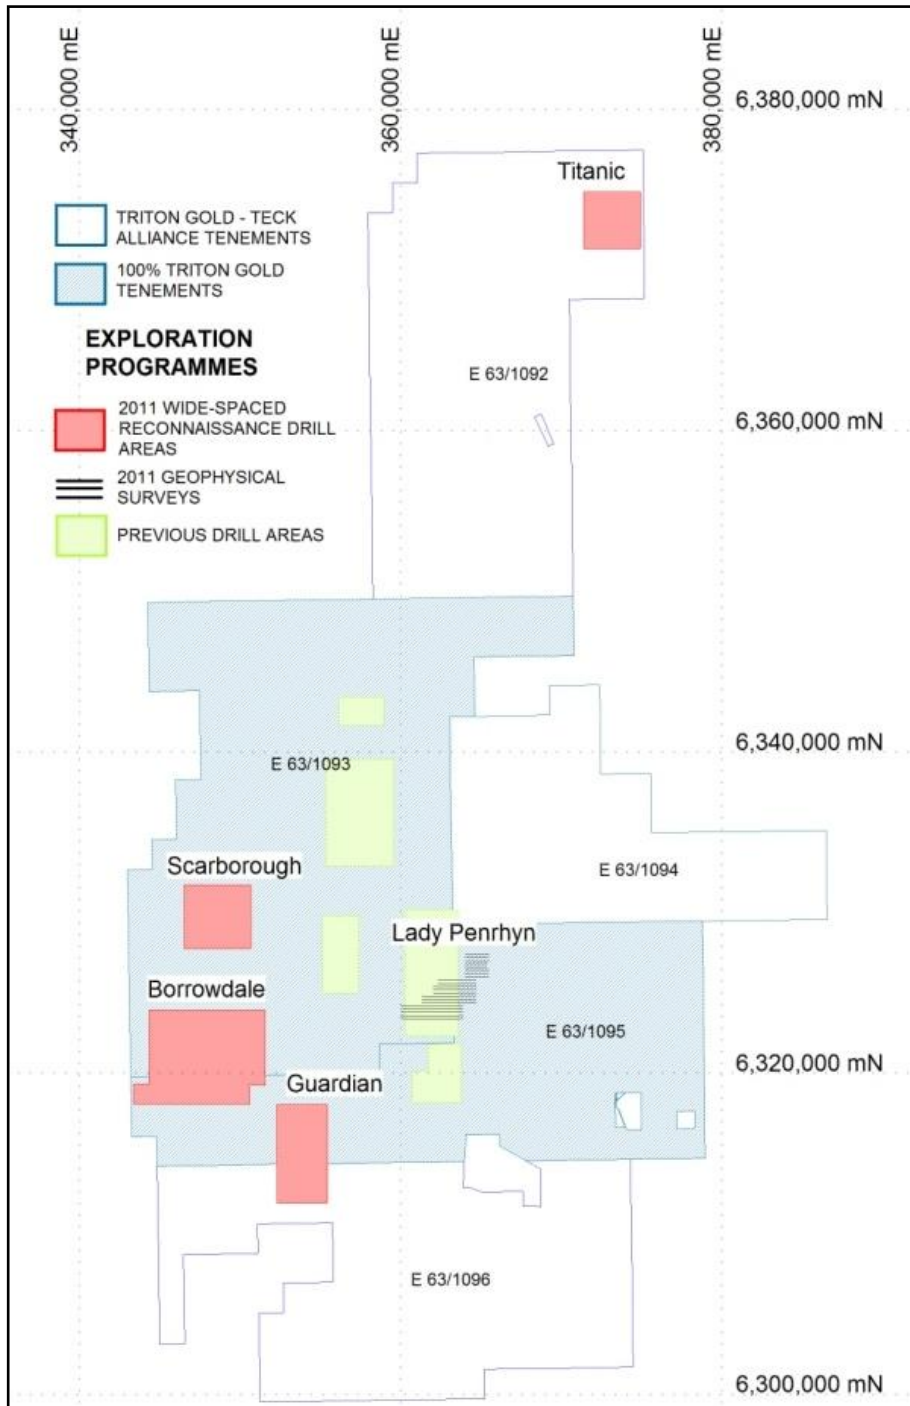 340,000 mE
360,000 mE
380,000 mE
6,380,000 mN
Titanic
TRITON GOLD - TECK
ALLIANCE TENEMENTS
100% TRITON GOLD
TENEMENTS
EXPLORATION
PROGRAMMES
E 63/1092
2011 WIDE-SPACED
RECONNAISSANCE DRILL
AREAS
6,360,000 mN
2011 GEOPHYSICAL
SURVEYS
PREVIOUS DRILL AREAS
6,340,000 mN
E 63/1093
Scarborough
E 63/1094
Lady Penrhyn
Borrowdale
E 63/1095
6,320,000 mN
Guardian
E 63/1096
6,300,000 mN